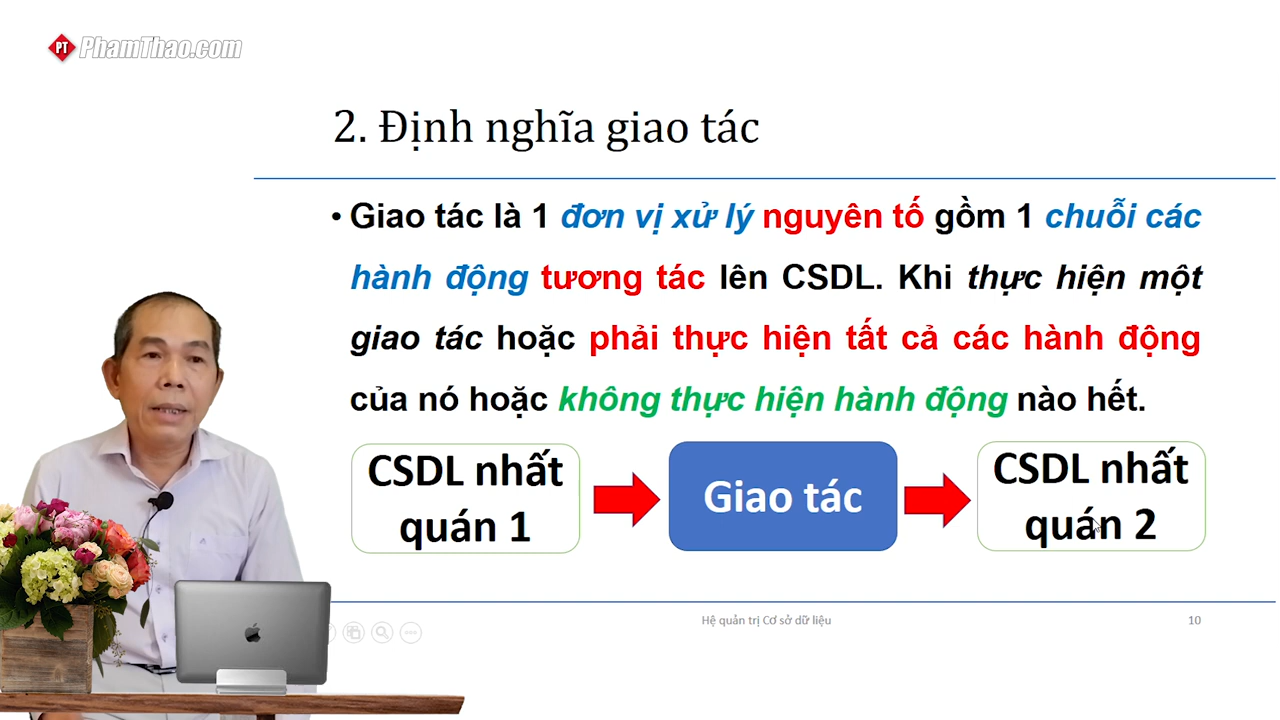 PT PhamThao.com
2. Định nghĩa giao tác
• Giao tác là 1 đơn vị xử lý nguyên tố gồm 1 chuỗi các
hành động tương tác lên CSDL. Khi thực hiện một
giao tác hoặc phải thực hiện tất cả các hành động
của nó hoặc không thực hiện hành động nào hết.
CSDL nhất
quán 1
Giao tác
CSDL nhất
quán 2
Hệ quản trị Cơ sở dữ liệu
10